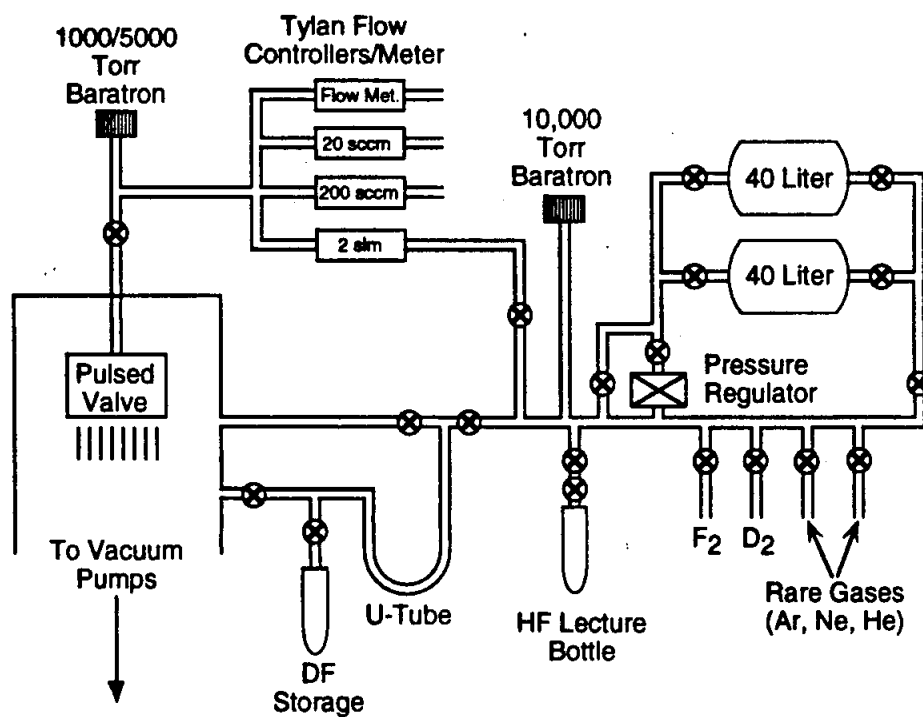 1000/5000
Torr
Baratron
Tylan Flow
Controllers/Meter
Flow Met.
20 sccm
200 sccm
2 slm
10,000
Torr
Baratron
40 Liter
40 Liter
Pressure
Regulator
Pulsed
Valve
To Vacuum
Pumps
DF
Storage
U-Tube
HF Lecture
Bottle
F2
D2
Rare Gases
(Ar, Ne, He)